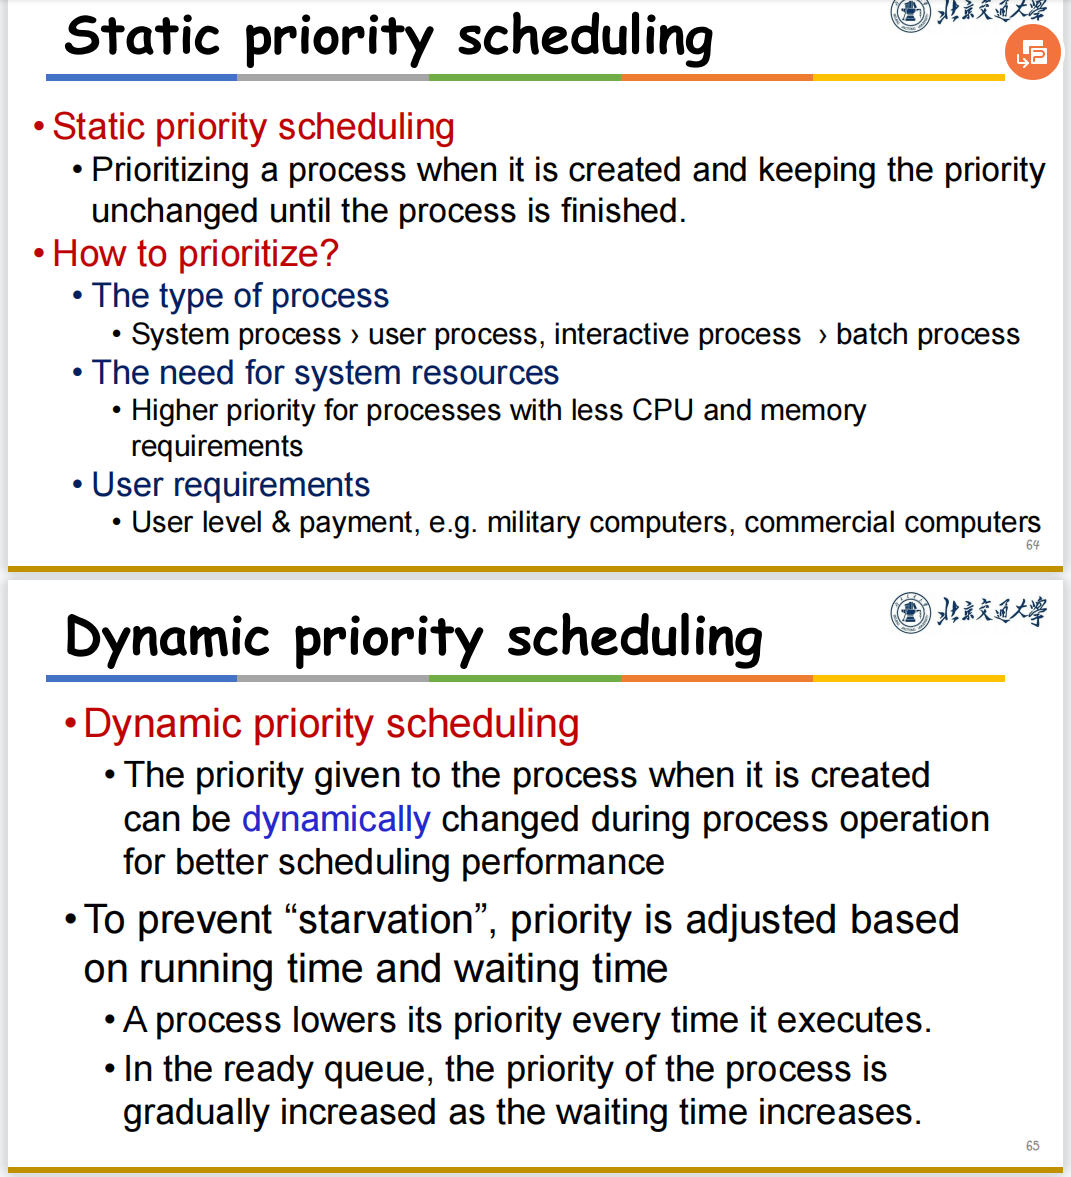 Static priority scheduling
北京交通大学
• Static priority scheduling
• Prioritizing a process when it is created and keeping the priority
unchanged until the process is finished.
• How to prioritize?
• The type of process
• System process › user process, interactive process › batch process
• The need for system resources
• Higher priority for processes with less CPU and memory
requirements
• User requirements
• User level & payment, e.g. military computers, commercial computers
64
Dynamic priority scheduling
北京交通大学
• Dynamic priority scheduling
• The priority given to the process when it is created
can be dynamically changed during process operation
for better scheduling performance
• To prevent “starvation”, priority is adjusted based
on running time and waiting time
• A process lowers its priority every time it executes.
• In the ready queue, the priority of the process is
gradually increased as the waiting time increases.
65